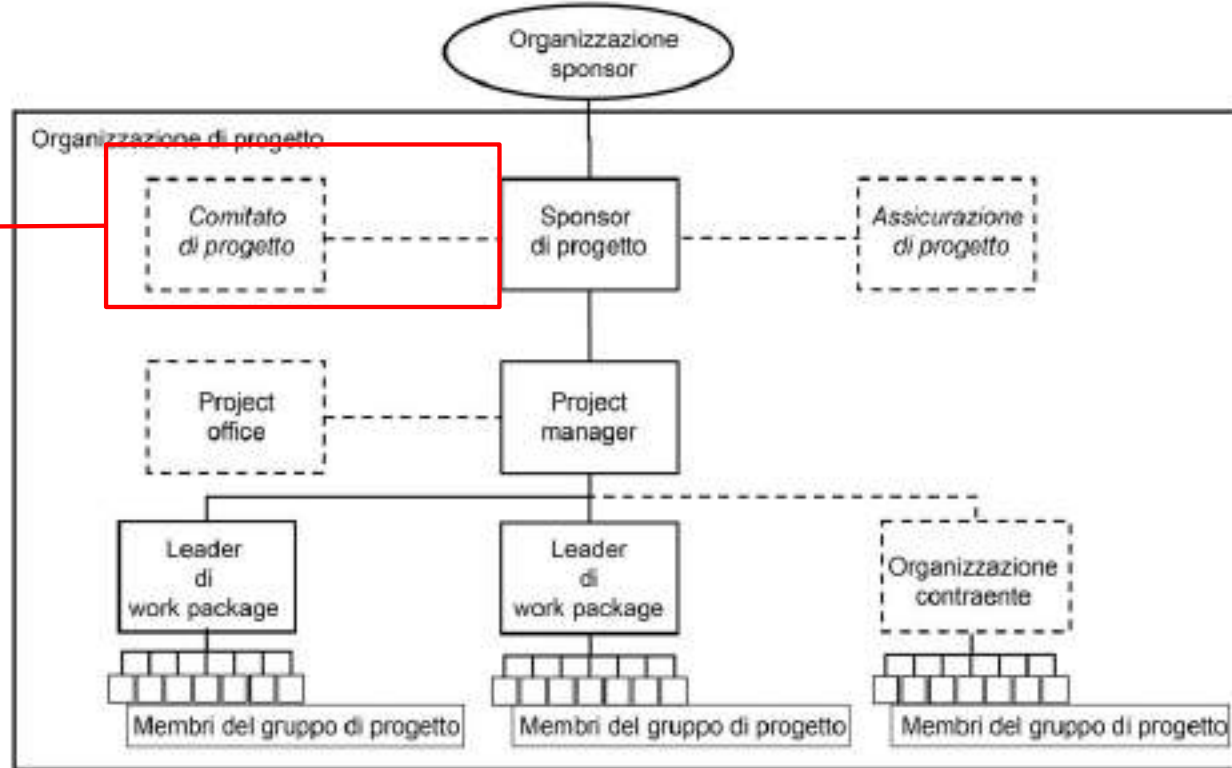 Organizzazione
sponsor
Organizzazione di progetto
Comitato
di progetto
Sponsor
di progetto
Assicurazione
di progetto
Project
office
Project
manager
Leader
di
work package
Leader
di
work package
Organizzazione
contraente
Membri del gruppo di progetto
Membri del gruppo di progetto
Membri del gruppo di progetto